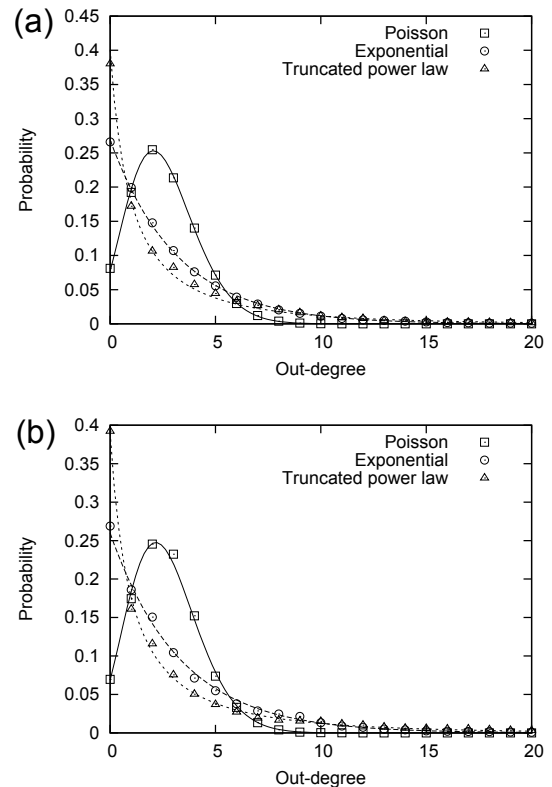 (a)
0.45
0.4
0.35
0.3
0.25
0.2
0.15
0.1
0.05
0
Probability
Poisson
Exponential
Truncated power law
0 5 10 15 20
Out-degree
(b)
0.4
0.35
0.3
0.25
0.2
0.15
0.1
0.05
0
Probability
Poisson
Exponential
Truncated power law
0 5 10 15 20
Out-degree